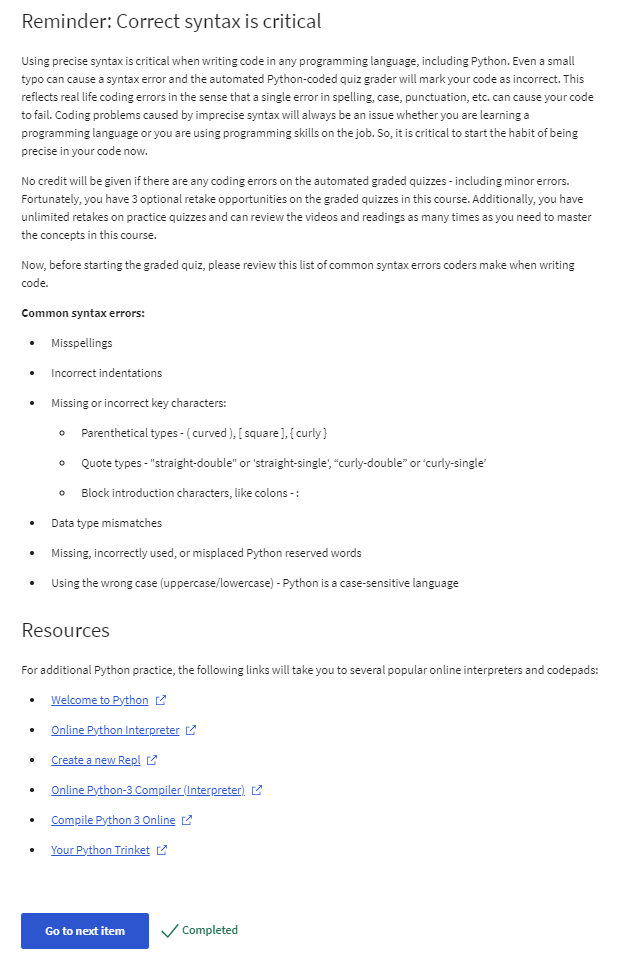 Reminder: Correct syntax is critical
Using precise syntax is critical when writing code in any programming language, including Python. Even a small
typo can cause a syntax error and the automated Python-coded quiz grader will mark your code as incorrect. This
reflects real life coding errors in the sense that a single error in spelling, case, punctuation, etc. can cause your code
to fail. Coding problems caused by imprecise syntax will always be an issue whether you are learning a
programming language or you are using programming skills on the job. So, it is critical to start the habit of being
precise in your code now.
No credit will be given if there are any coding errors on the automated graded quizzes - including minor errors.
Fortunately, you have 3 optional retake opportunities on the graded quizzes in this course. Additionally, you have
unlimited retakes on practice quizzes and can review the videos and readings as many times as you need to master
the concepts in this course.
Now, before starting the graded quiz, please review this list of common syntax errors coders make when writing
code.
Common syntax errors:
• Misspellings
• Incorrect indentations
• Missing or incorrect key characters:
○ Parenthetical types - ( curved ), [ square ], { curly }
○ Quote types - "straight-double" or 'straight-single', “curly-double” or ‘curly-single’
○ Block introduction characters, like colons - :
• Data type mismatches
• Missing, incorrectly used, or misplaced Python reserved words
• Using the wrong case (uppercase/lowercase) - Python is a case-sensitive language
Resources
For additional Python practice, the following links will take you to several popular online interpreters and codepads:
• Welcome to Python
• Online Python Interpreter
• Create a new Repl
• Online Python-3 Compiler (Interpreter)
• Compile Python 3 Online
• Your Python Trinket
Go to next item
Completed